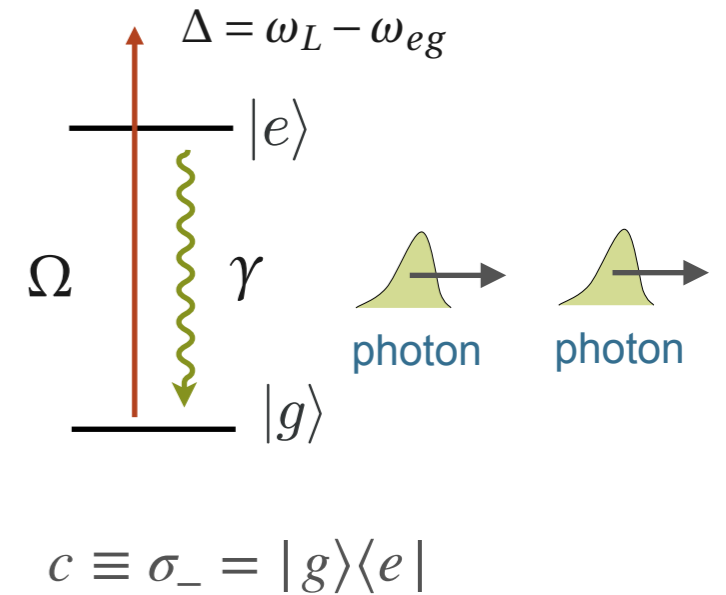 Δ = ω_L − ω_eg
|e⟩
Ω
γ
photon
photon
|g⟩
c ≡ σ_− = |g⟩⟨e|